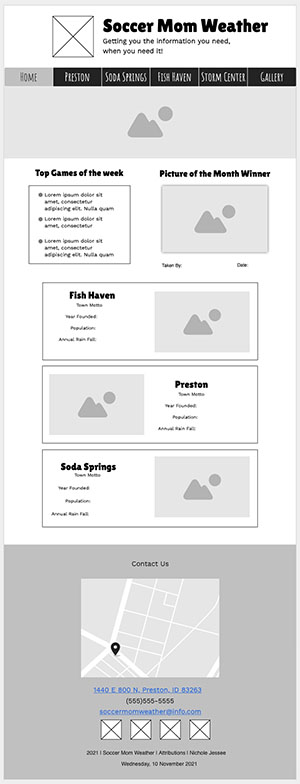 Soccer Mom Weather
Getting you the information you need,
when you need it!
Home Preston Soda Springs Fish Haven Storm Center Gallery
Top Games of the week
Lorem ipsum dolor sit
amet, consectetur
adipiscing elit. Nulla quam
Lorem ipsum dolor sit
amet, consectetur
Lorem ipsum dolor sit
amet, consectetur
adipiscing elit. Nulla quam
Picture of the Month Winner
Taken By: Date:
Fish Haven
Town Motto
Year Founded:
Population:
Annual Rain Fall:
Preston
Town Motto
Year Founded:
Population:
Annual Rain Fall:
Soda Springs
Town Motto
Year Founded:
Population:
Annual Rain Fall:
Contact Us
1440 E 800 N, Preston, ID 83263
(555)555-5555
soccermomweather@info.com
2021 | Soccer Mom Weather | Attributions | Nichole Jessee
Wednesday, 10 November 2021